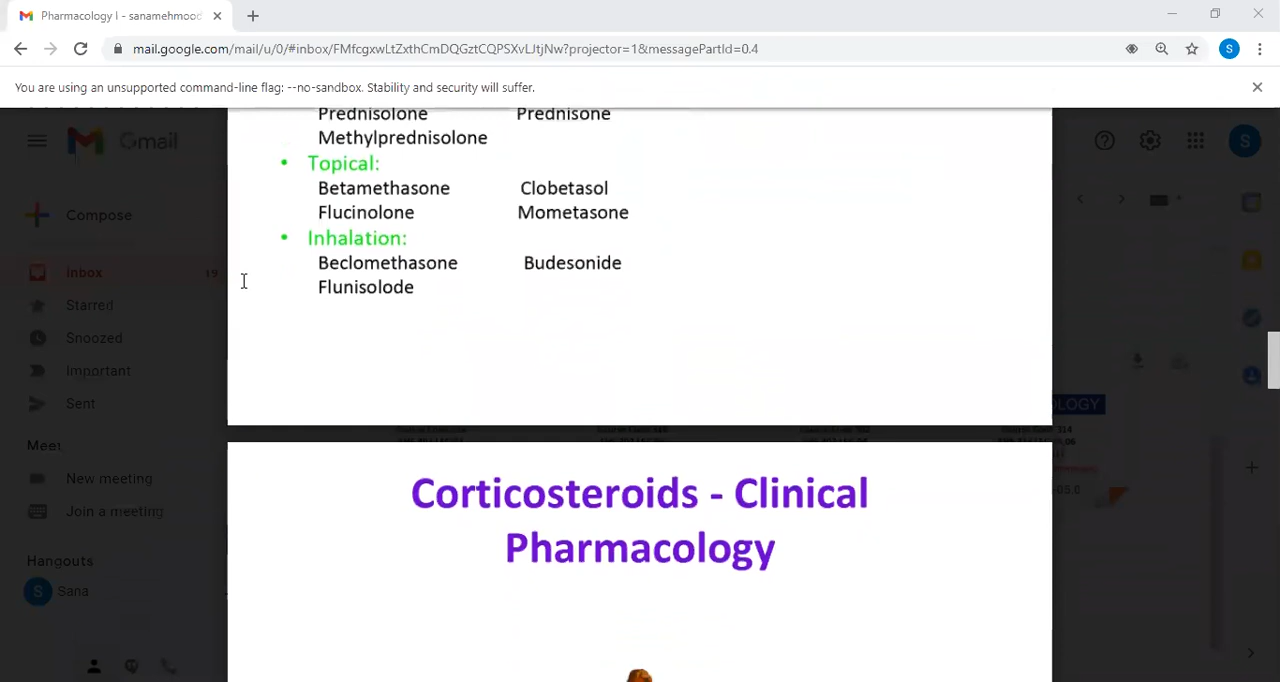 Pharmacology I - sanamehmood
mail.google.com/mail/u/0/#inbox/FMfcgxwLtZxthCmDQGztCQPSXvLJtjNw?projector=1&messagePartId=0.4
S
You are using an unsupported command-line flag: --no-sandbox. Stability and security will suffer.
Gmail
S
Compose
Inbox 19
Starred
Snoozed
Important
Sent
Meet
New meeting
Join a meeting
Hangouts
S Sana
Prednisolone Prednisone
Methylprednisolone
• Topical:
Betamethasone Clobetasol
Flucinolone Mometasone
• Inhalation:
Beclomethasone Budesonide
Flunisolode
Corticosteroids - Clinical
Pharmacology
OLOGY